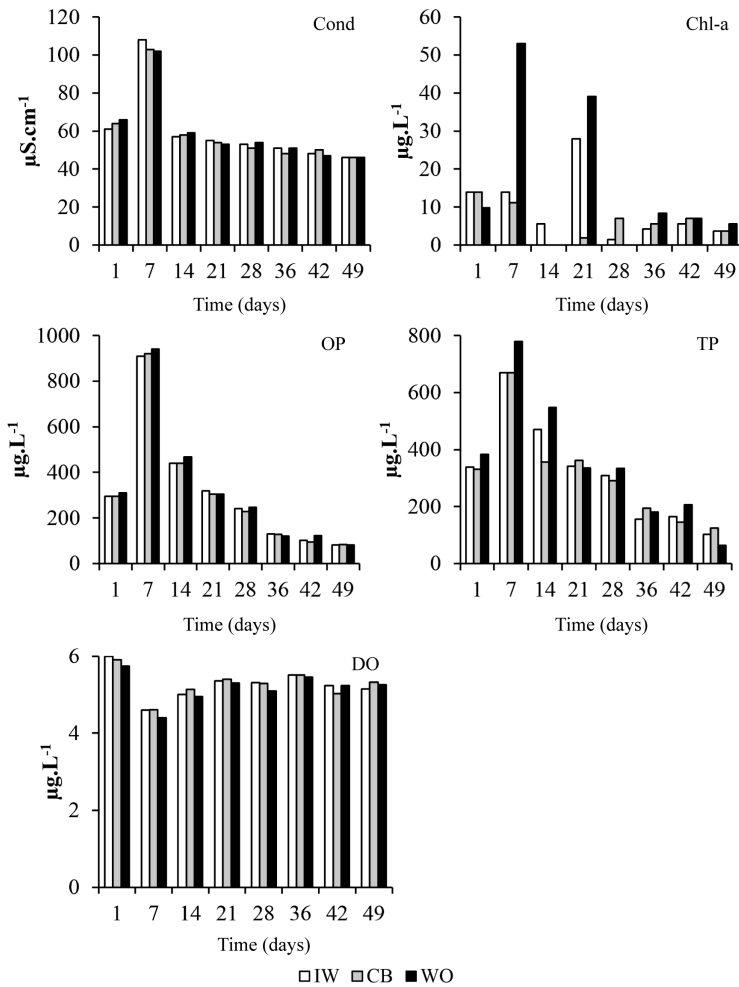 Cond
µS.cm-1
120
100
80
60
40
20
0
1 7 14 21 28 36 42 49
Time (days)
Chl-a
µg.L-1
60
50
40
30
20
10
0
1 7 14 21 28 36 42 49
Time (days)
OP
µg.L-1
1000
800
600
400
200
0
1 7 14 21 28 36 42 49
Time (days)
TP
µg.L-1
800
600
400
200
0
1 7 14 21 28 36 42 49
Time (days)
DO
µg.L-1
6
4
2
0
1 7 14 21 28 36 42 49
Time (days)
IW CB WO